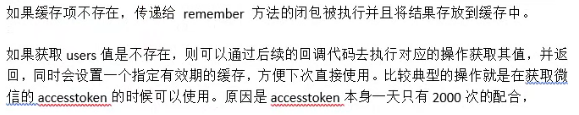 如果缓存项不存在，传递给 remember 方法的闭包被执行并且将结果存放到缓存中。
如果获取 users 值是不存在，则可以通过后续的回调代码去执行对应的操作获取其值，并返
回，同时会设置一个指定有效期的缓存，方便下次直接使用。比较典型的操作就是在获取微
信的 accesstoken 的时候可以使用。原因是 accesstoken 本身一天只有 2000 次的配合，